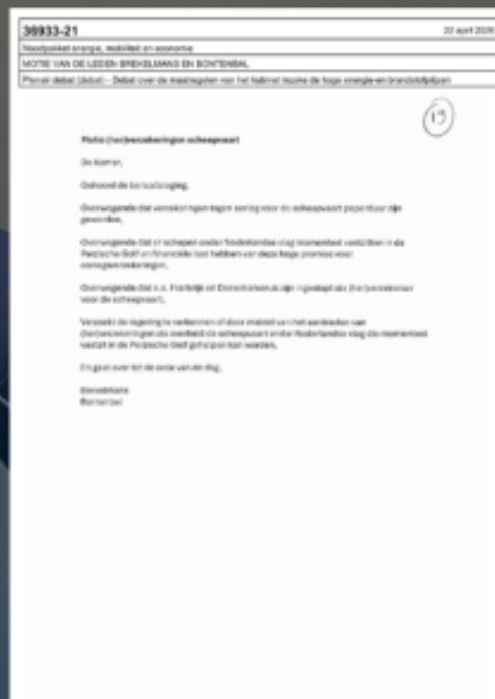 36933-21
22 april 2026
Noodpakket energie, mobiliteit en economie
MOTIE VAN DE LEDEN BREKELMANS EN BONTENBAL
Plenair debat (debat) - Debat over de maatregelen van het kabinet inzake de hoge energie-en brandstofprijzen
19
Motie (her)verzekeringen scheepvaart
De Kamer,
Gehoord de beraadslaging,
Overwegende dat verzekeringen tegen oorlog voor de scheepvaart peperduur zijn
geworden,
Overwegende dat er schepen onder Nederlandse vlag momenteel vastzitten in de
Perzische Golf en financiële last hebben van deze hoge premies voor
oorlogsverzekeringen,
Overwegende dat o.a. Frankrijk en Denemarken al zijn ingestapt als (her)verzekeraar
voor de scheepvaart,
Verzoekt de regering te verkennen of door middel van het aanbieden van
(her)verzekeringen als overheid de scheepvaart onder Nederlandse vlag die momenteel
vastzit in de Perzische Golf geholpen kan worden,
En gaat over tot de orde van de dag,
Brekelmans
Bontenbal